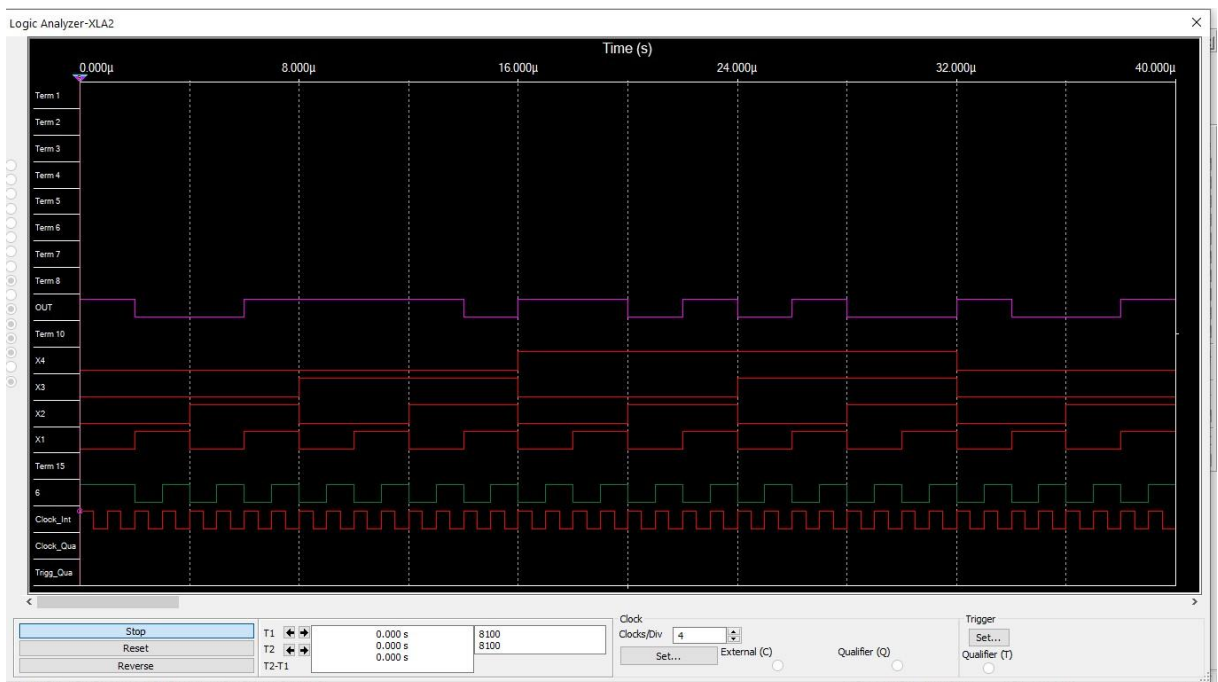 Logic Analyzer-XLA2
Time (s)
0.000µ 8.000µ 16.000µ 24.000µ 32.000µ 40.000µ
Term 1
Term 2
Term 3
Term 4
Term 5
Term 6
Term 7
Term 8
OUT
Term 10
X4
X3
X2
X1
Term 15
6
Clock_Int
Clock_Qua
Trigg_Qua
Stop
Reset
Reverse
T1 0.000 s 8100
T2 0.000 s 8100
T2-T1 0.000 s
Clock
Clocks/Div 4
Set... External (C) Qualifier (Q)
Trigger
Set...
Qualifier (T)